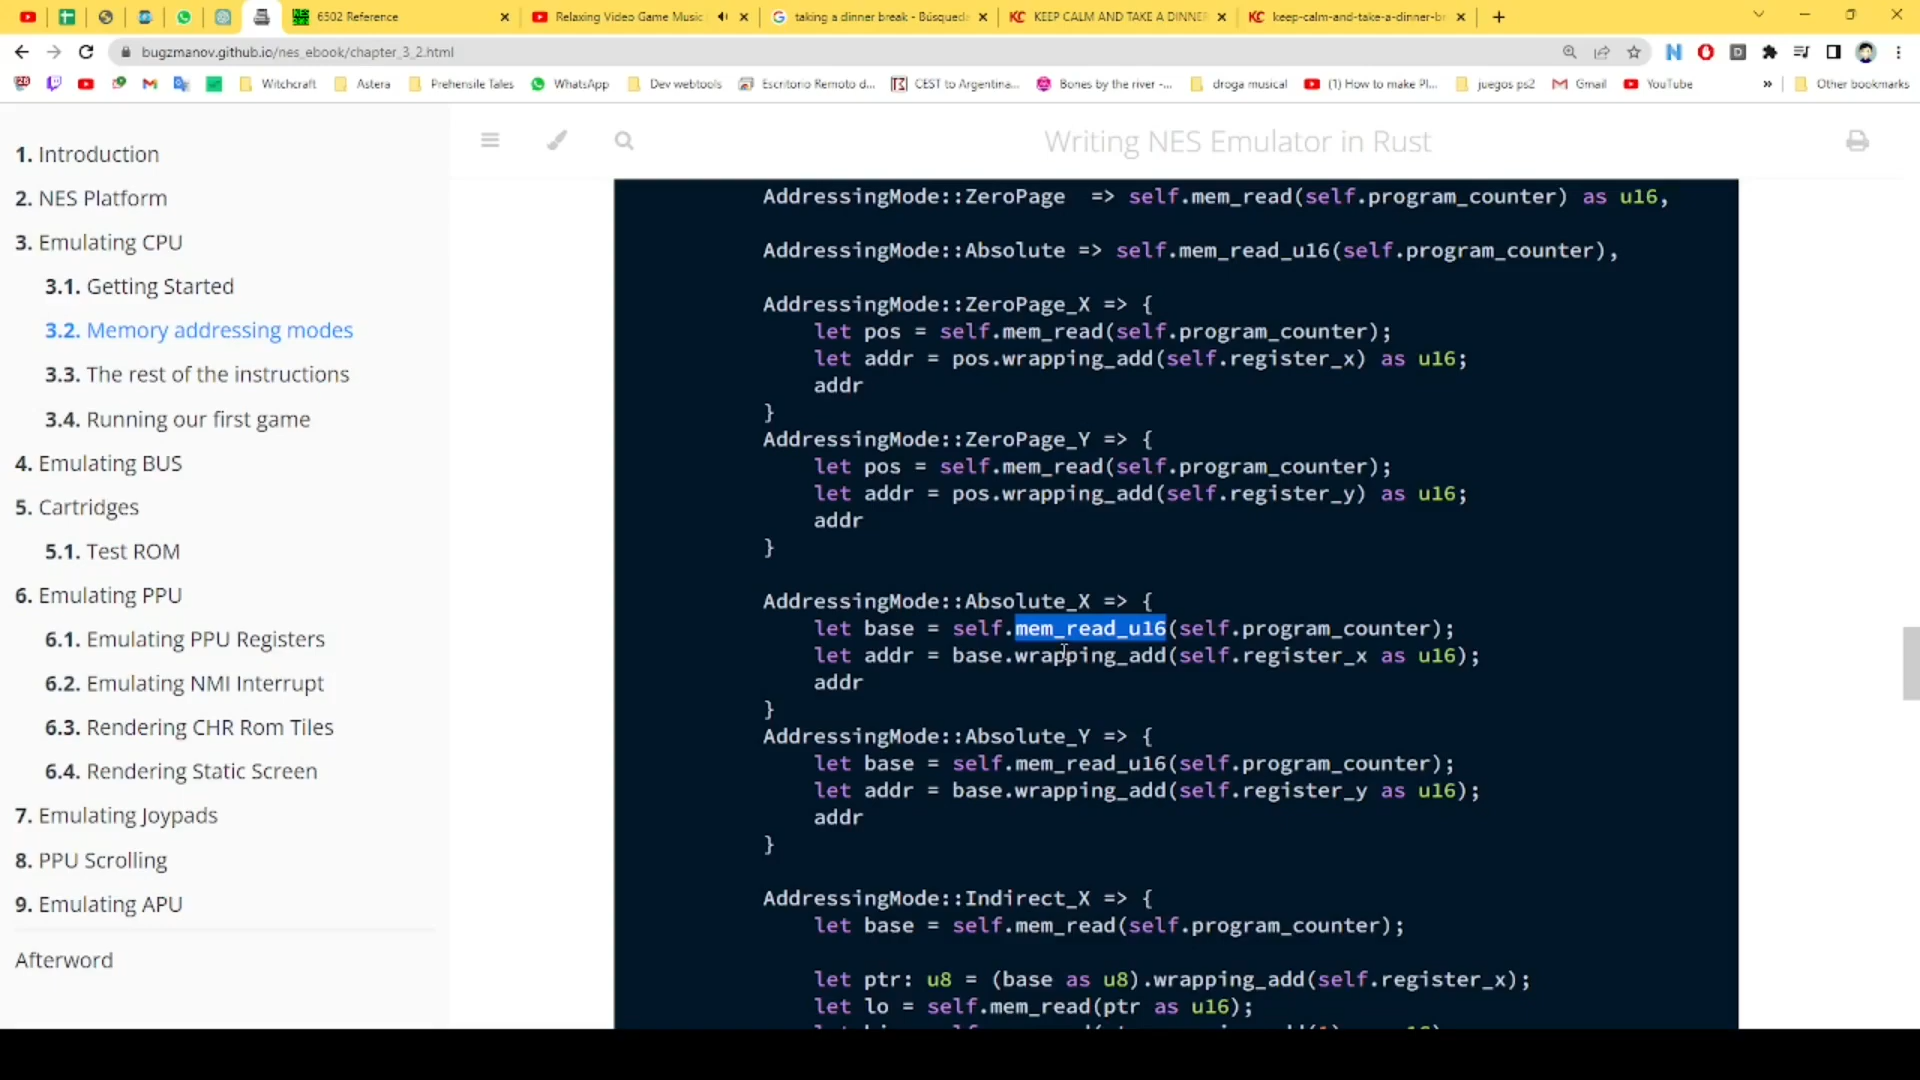 6502 Reference
Relaxing Video Game Music
taking a dinner break - Búsqueda
KEEP CALM AND TAKE A DINNER
keep-calm-and-take-a-dinner-br
bugzmanov.github.io/nes_ebook/chapter_3_2.html
Witchcraft
Astera
Prehensile Tales
WhatsApp
Dev webtools
Escritorio Remoto d...
CEST to Argentina...
Bones by the river -...
droga musical
(1) How to make Pl...
juegos ps2
Gmail
YouTube
»
Other bookmarks
1. Introduction
2. NES Platform
3. Emulating CPU
3.1. Getting Started
3.2. Memory addressing modes
3.3. The rest of the instructions
3.4. Running our first game
4. Emulating BUS
5. Cartridges
5.1. Test ROM
6. Emulating PPU
6.1. Emulating PPU Registers
6.2. Emulating NMI Interrupt
6.3. Rendering CHR Rom Tiles
6.4. Rendering Static Screen
7. Emulating Joypads
8. PPU Scrolling
9. Emulating APU
Afterword
Writing NES Emulator in Rust
AddressingMode::ZeroPage  => self.mem_read(self.program_counter) as u16,
AddressingMode::Absolute => self.mem_read_u16(self.program_counter),
AddressingMode::ZeroPage_X => {
let pos = self.mem_read(self.program_counter);
let addr = pos.wrapping_add(self.register_x) as u16;
addr
}
AddressingMode::ZeroPage_Y => {
let pos = self.mem_read(self.program_counter);
let addr = pos.wrapping_add(self.register_y) as u16;
addr
}
AddressingMode::Absolute_X => {
let base = self.mem_read_u16(self.program_counter);
let addr = base.wrapping_add(self.register_x as u16);
addr
}
AddressingMode::Absolute_Y => {
let base = self.mem_read_u16(self.program_counter);
let addr = base.wrapping_add(self.register_y as u16);
addr
}
AddressingMode::Indirect_X => {
let base = self.mem_read(self.program_counter);
let ptr: u8 = (base as u8).wrapping_add(self.register_x);
let lo = self.mem_read(ptr as u16);